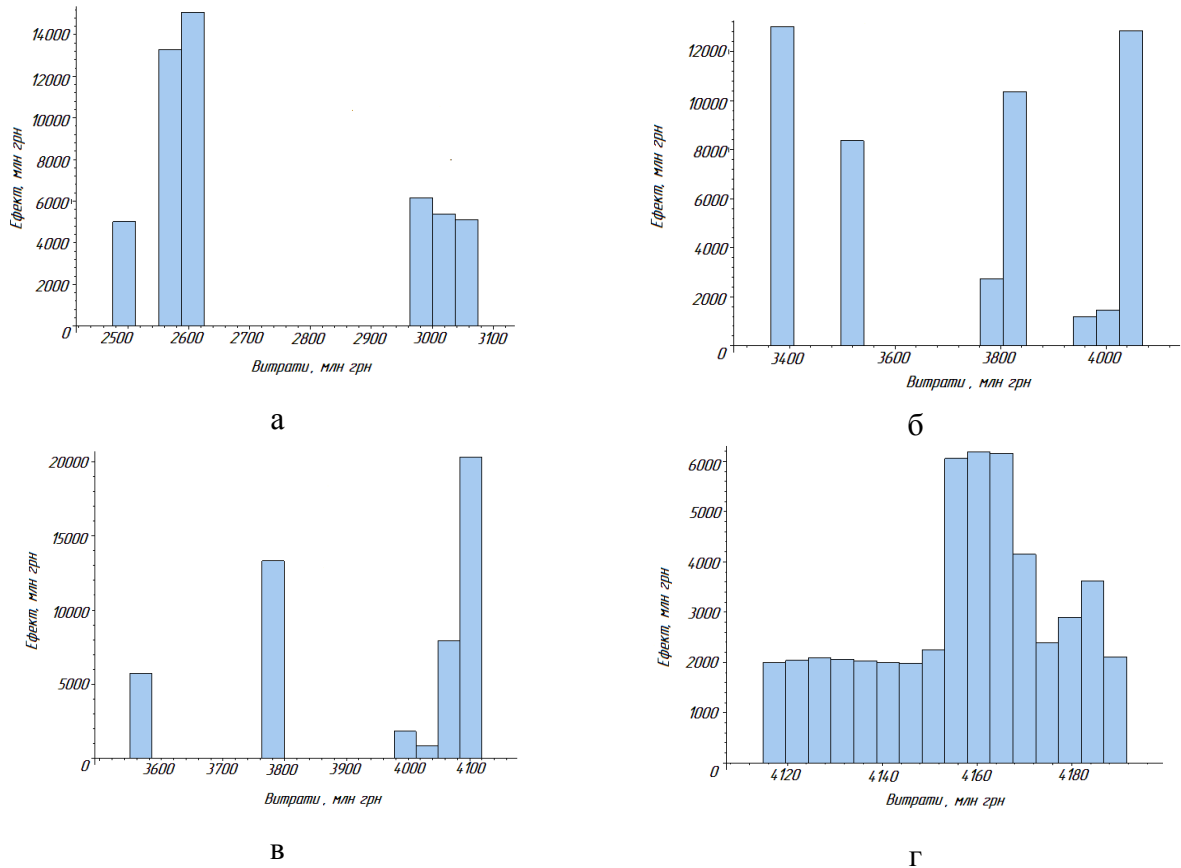 14000
12000
10000
8000
6000
4000
2000
0
Ефект, млн грн
2500 2600 2700 2800 2900 3000 3100
Витрати, млн грн
а
12000
10000
8000
6000
4000
2000
0
Ефект, млн грн
3400 3600 3800 4000
Витрати, млн грн
б
20000
15000
10000
5000
0
Ефект, млн грн
3600 3700 3800 3900 4000 4100
Витрати, млн грн
в
6000
5000
4000
3000
2000
1000
0
Ефект, млн грн
4120 4140 4160 4180
Витрати, млн грн
г